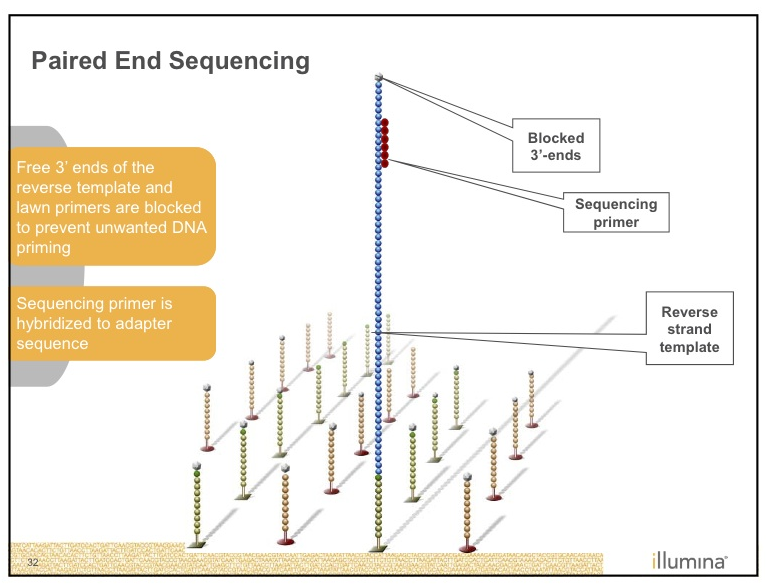 Paired End Sequencing
Free 3’ ends of the
reverse template and
lawn primers are blocked
to prevent unwanted DNA
priming
Sequencing primer is
hybridized to adapter
sequence
Blocked
3’-ends
Sequencing
primer
Reverse
strand
template
32
illumina®